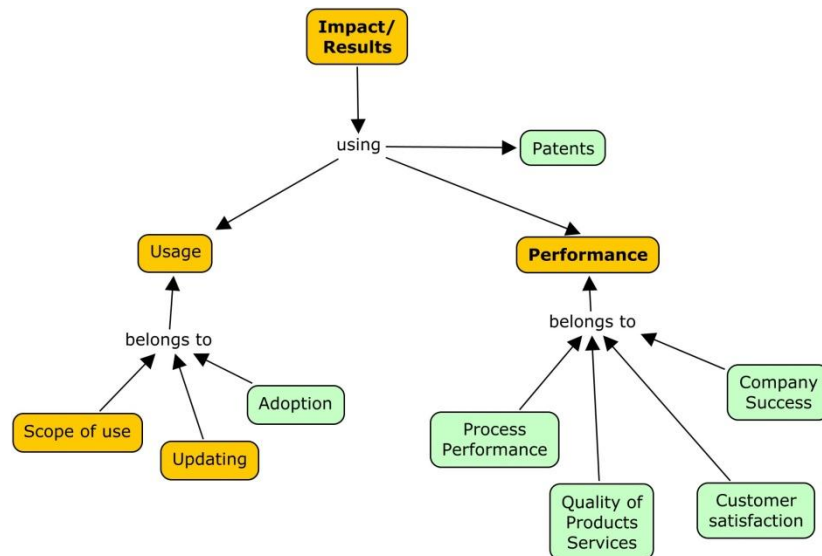 Impact/
Results
using
Patents
Usage
Performance
belongs to
belongs to
Adoption
Scope of use
Updating
Company
Success
Process
Performance
Quality of
Products
Services
Customer
satisfaction